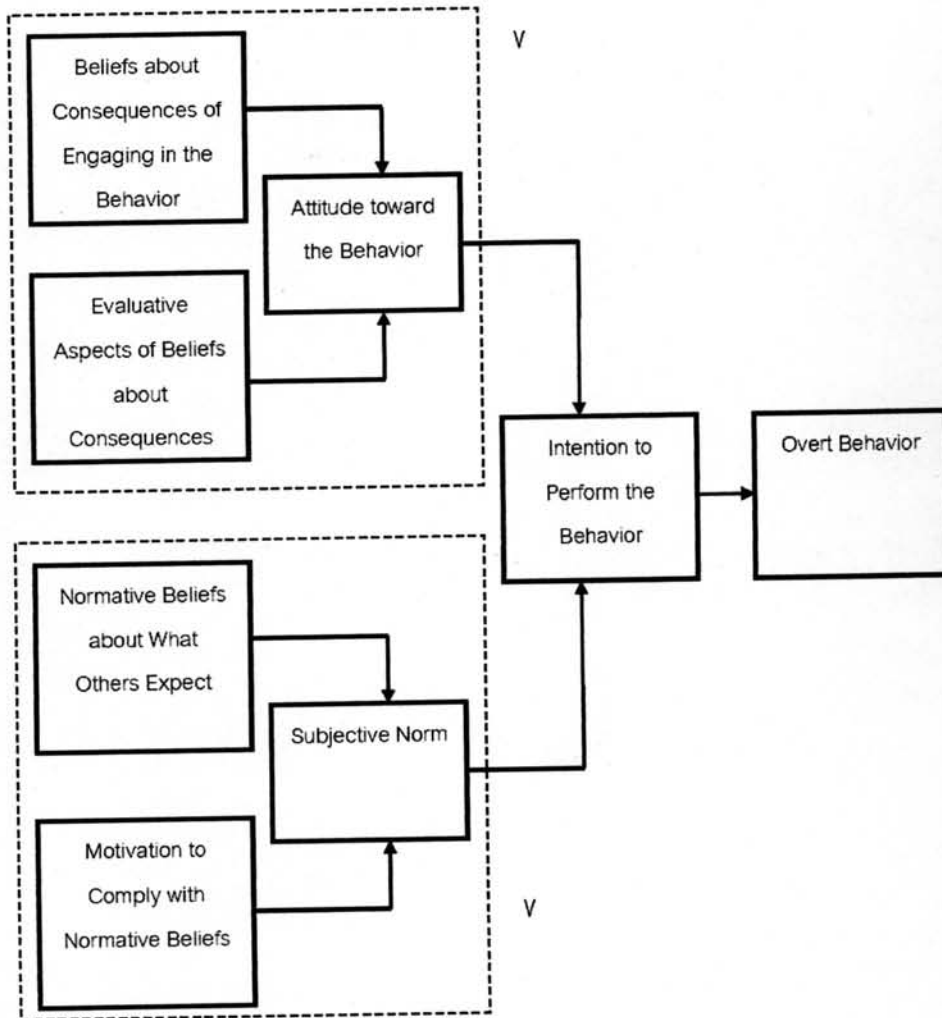 V
Beliefs about
Consequences of
Engaging in the
Behavior
Attitude toward
the Behavior
Evaluative
Aspects of Beliefs
about
Consequences
Intention to
Perform the
Behavior
Overt Behavior
Normative Beliefs
about What
Others Expect
Subjective Norm
Motivation to
Comply with
Normative Beliefs
V